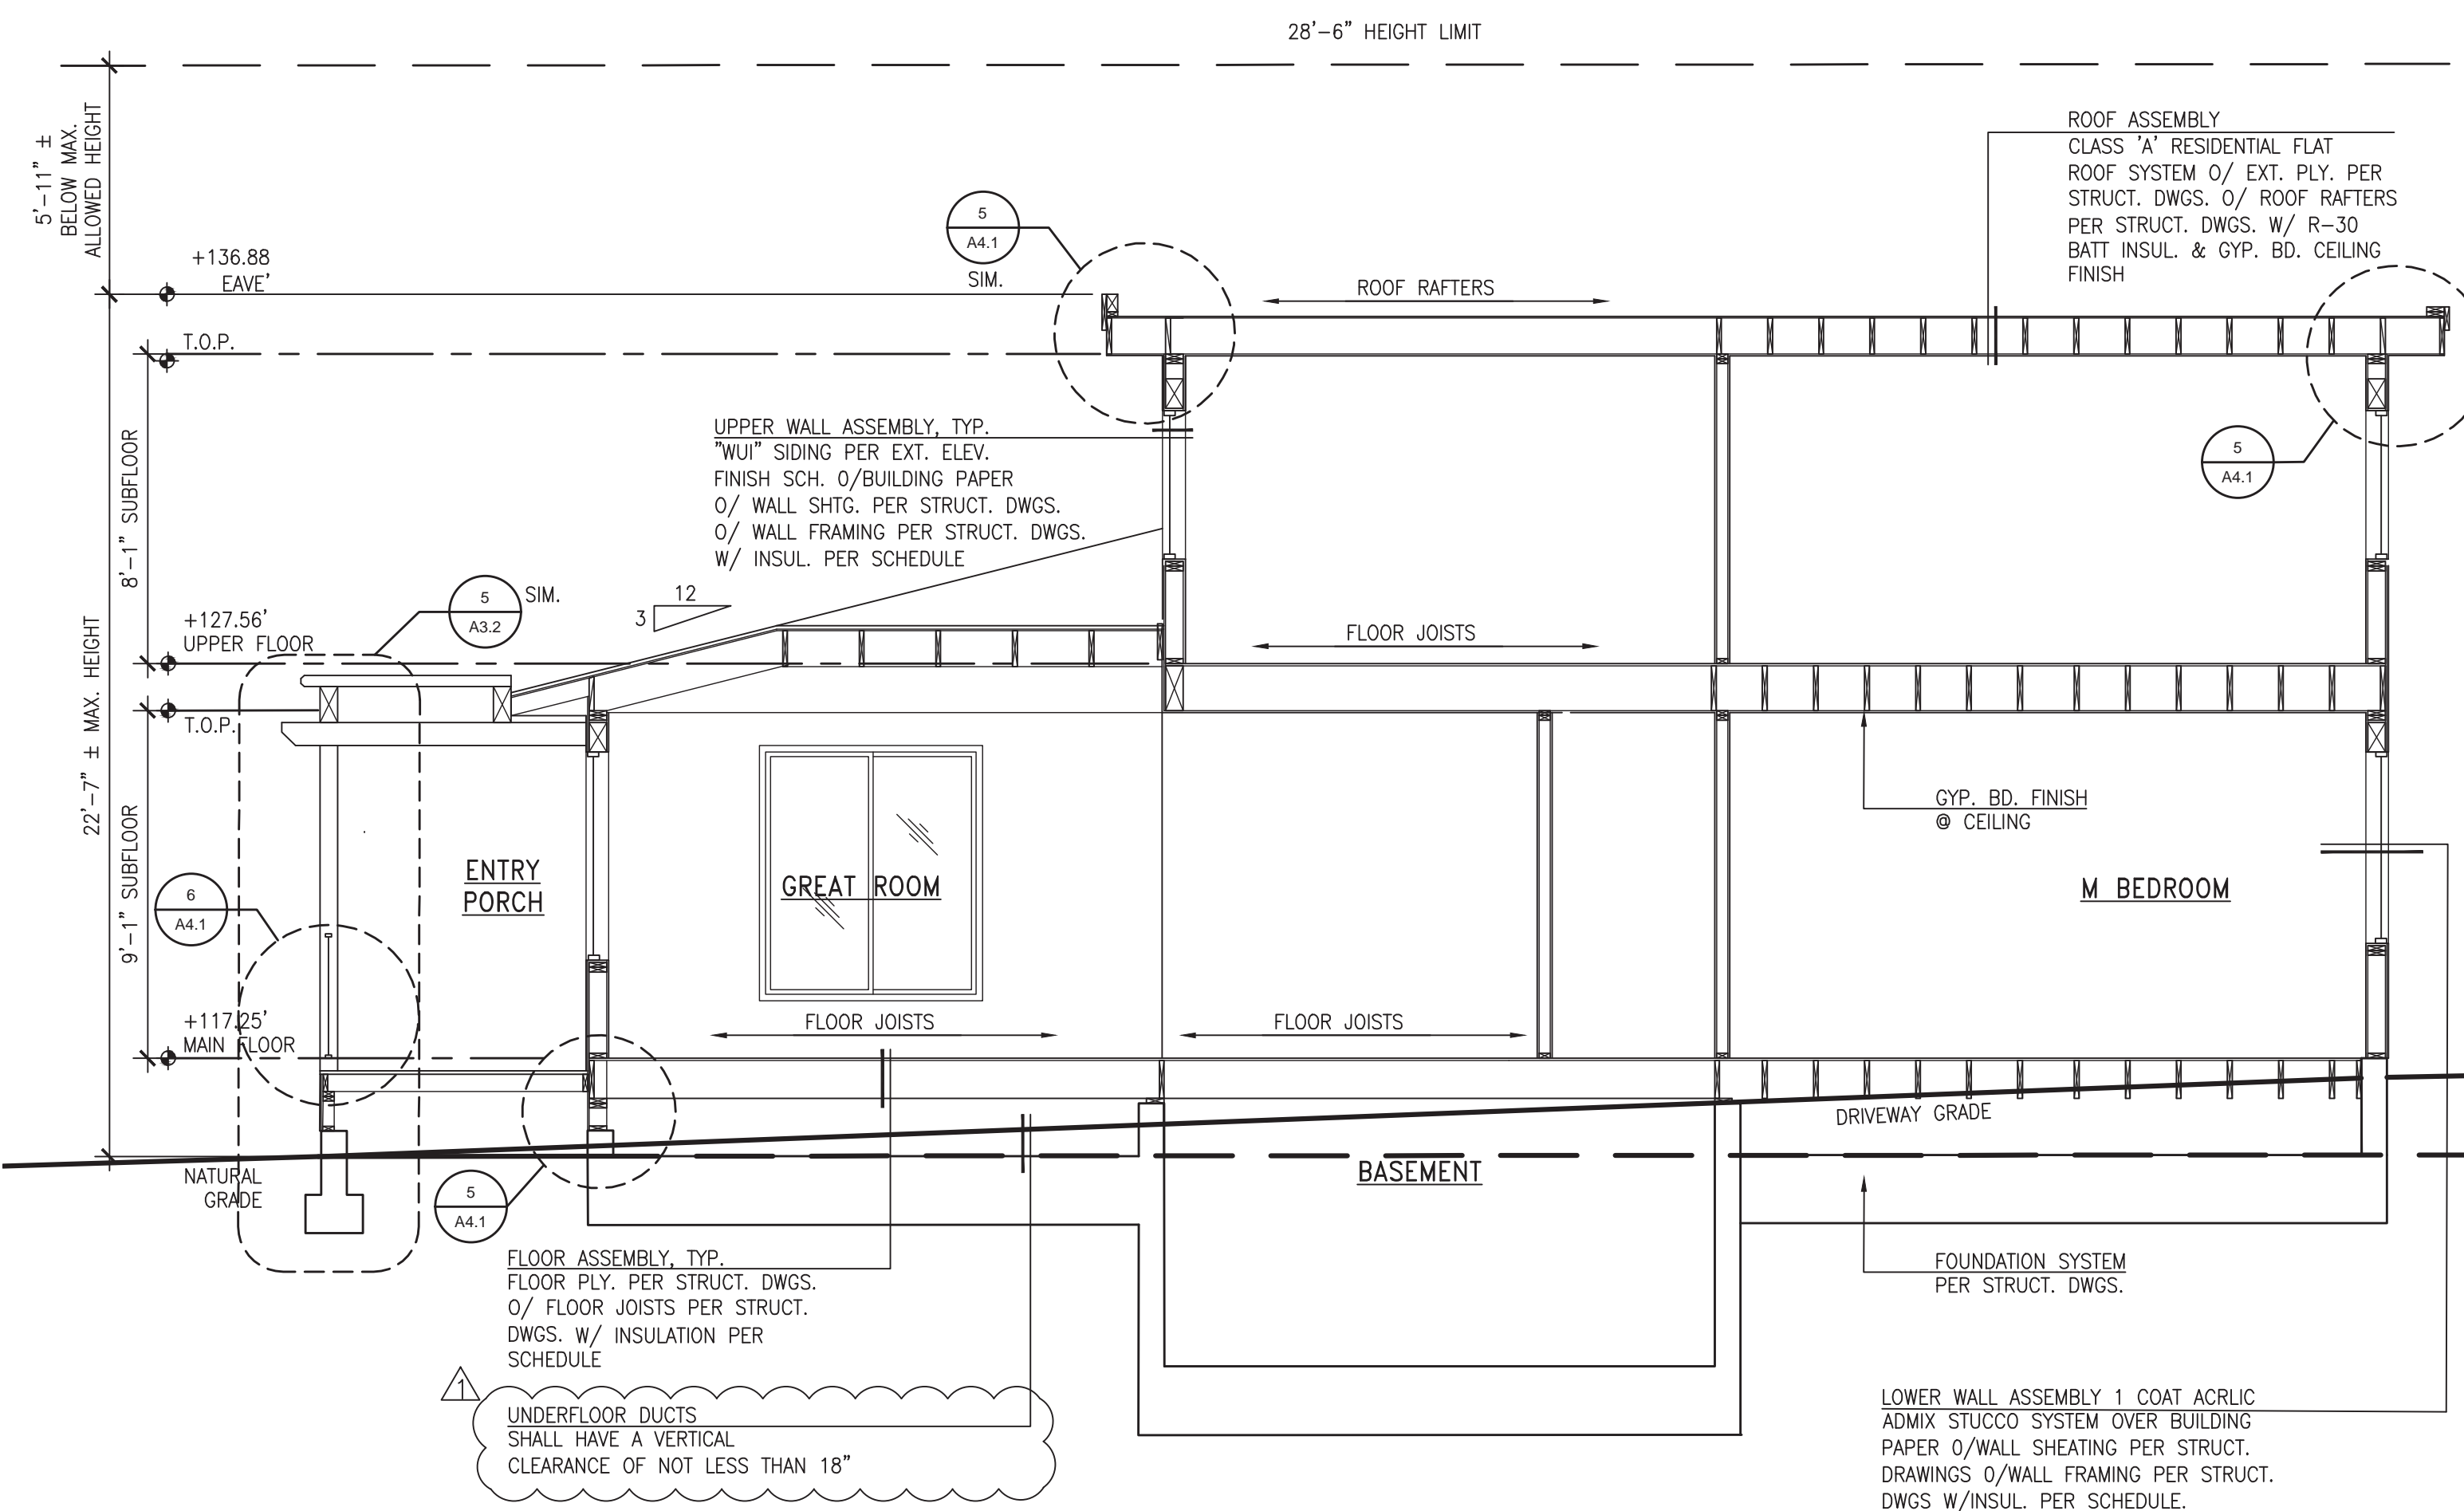 28'-6" HEIGHT LIMIT
5'-11" ±
BELOW MAX.
ALLOWED HEIGHT
ROOF ASSEMBLY
CLASS 'A' RESIDENTIAL FLAT
ROOF SYSTEM O/ EXT. PLY. PER
STRUCT. DWGS. O/ ROOF RAFTERS
PER STRUCT. DWGS. W/ R-30
BATT INSUL. & GYP. BD. CEILING
FINISH
5
A4.1
SIM.
+136.88
EAVE'
ROOF RAFTERS
T.O.P.
5
A4.1
UPPER WALL ASSEMBLY, TYP.
"WUI" SIDING PER EXT. ELEV.
FINISH SCH. O/BUILDING PAPER
O/ WALL SHTG. PER STRUCT. DWGS.
O/ WALL FRAMING PER STRUCT. DWGS.
W/ INSUL. PER SCHEDULE
8'-1" SUBFLOOR
12
3
5
A3.2
SIM.
+127.56'
UPPER FLOOR
FLOOR JOISTS
T.O.P.
22'-7" ± MAX. HEIGHT
9'-1" SUBFLOOR
GYP. BD. FINISH
@ CEILING
ENTRY
PORCH
GREAT ROOM
M BEDROOM
6
A4.1
+117.25'
MAIN FLOOR
FLOOR JOISTS
FLOOR JOISTS
DRIVEWAY GRADE
NATURAL
GRADE
BASEMENT
5
A4.1
FLOOR ASSEMBLY, TYP.
FLOOR PLY. PER STRUCT. DWGS.
O/ FLOOR JOISTS PER STRUCT.
DWGS. W/ INSULATION PER
SCHEDULE
FOUNDATION SYSTEM
PER STRUCT. DWGS.
1
UNDERFLOOR DUCTS
SHALL HAVE A VERTICAL
CLEARANCE OF NOT LESS THAN 18"
LOWER WALL ASSEMBLY 1 COAT ACRLIC
ADMIX STUCCO SYSTEM OVER BUILDING
PAPER O/WALL SHEATING PER STRUCT.
DRAWINGS O/WALL FRAMING PER STRUCT.
DWGS W/INSUL. PER SCHEDULE.